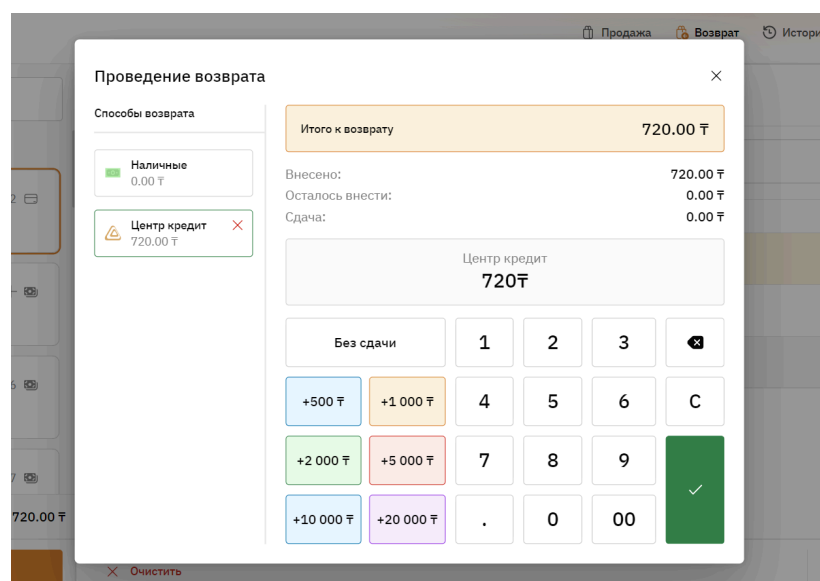 Продажа
Возврат
Проведение возврата
Способы возврата
Наличные
0.00 ₸
Центр кредит
720.00 ₸
Итого к возврату 720.00 ₸
Внесено: 720.00 ₸
Осталось внести: 0.00 ₸
Сдача: 0.00 ₸
Центр кредит
720₸
Без сдачи 1 2 3
+500 ₸ +1 000 ₸ 4 5 6 C
+2 000 ₸ +5 000 ₸ 7 8 9
+10 000 ₸ +20 000 ₸ . 0 00
720.00 ₸
Очистить